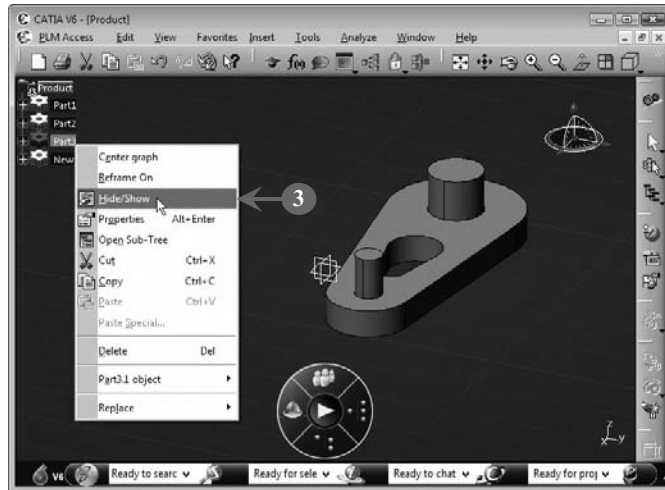 CATIA V6 - [Product]
PLM Access Edit View Favorites Insert Tools Analyze Window Help
Product
Part1
Part2
Part3
New
Center graph
Reframe On
Hide/Show
3
Properties Alt+Enter
Open Sub-Tree
Cut Ctrl+X
Copy Ctrl+C
Paste Ctrl+V
Paste Special...
Delete Del
Part3.1 object
Replace
z
y
V6 Ready to searc Ready for sele Ready to chat Ready for proj